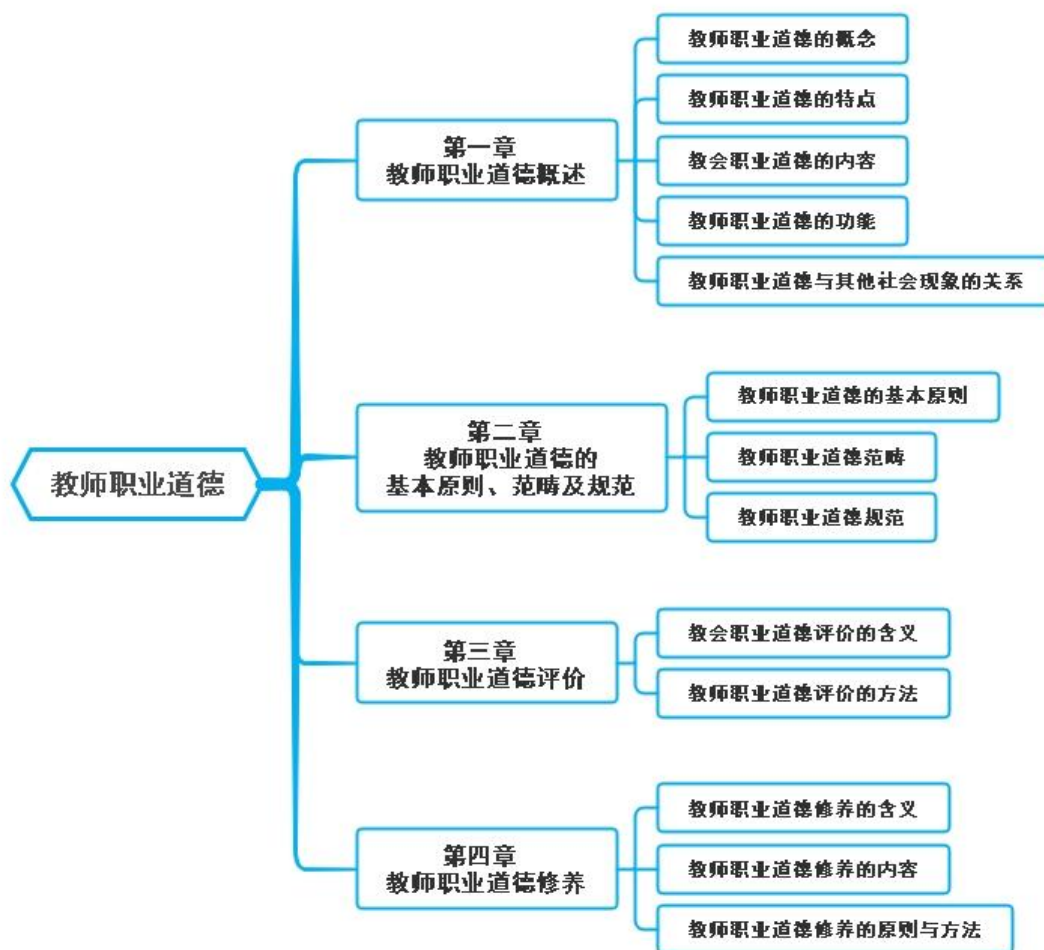 教师职业道德
第一章
教师职业道德概述
教师职业道德的概念
教师职业道德的特点
教会职业道德的内容
教师职业道德的功能
教师职业道德与其他社会现象的关系
第二章
教师职业道德的
基本原则、范畴及规范
教师职业道德的基本原则
教师职业道德范畴
教师职业道德规范
第三章
教师职业道德评价
教会职业道德评价的含义
教师职业道德评价的方法
第四章
教师职业道德修养
教师职业道德修养的含义
教师职业道德修养的内容
教师职业道德修养的原则与方法